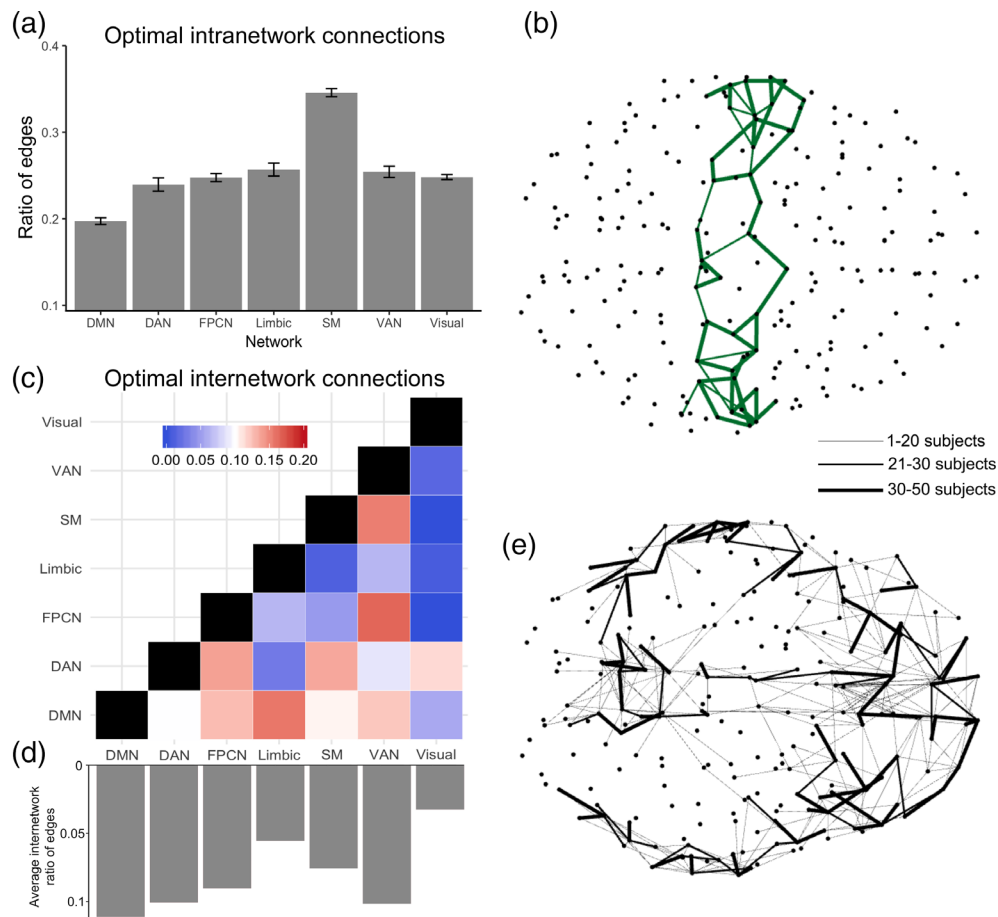 (a)
Optimal intranetwork connections
Ratio of edges
0.4
0.3
0.2
0.1
DMN DAN FPCN Limbic SM VAN Visual
Network
(b)
1-20 subjects
21-30 subjects
30-50 subjects
(c)
Optimal internetwork connections
0.00 0.05 0.10 0.15 0.20
Visual
VAN
SM
Limbic
FPCN
DAN
DMN
DMN DAN FPCN Limbic SM VAN Visual
(d)
Average internetwork
ratio of edges
0
0.05
0.1
(e)